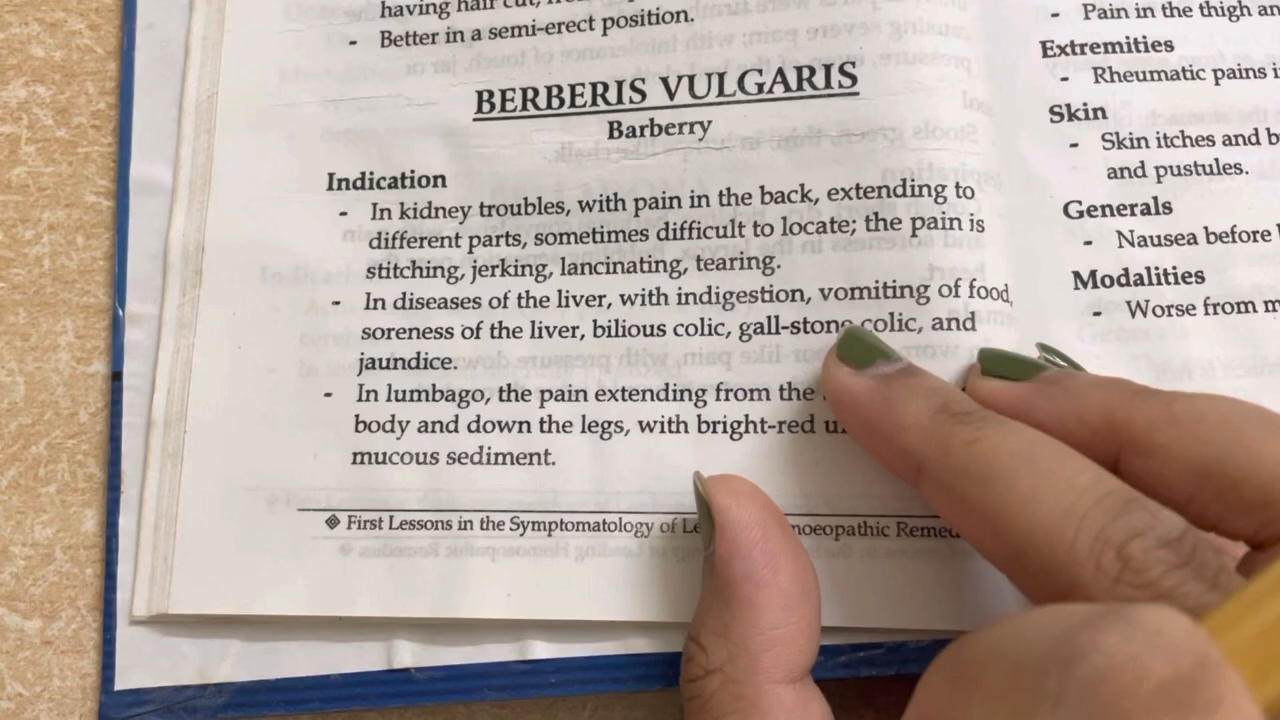 having hair cut,
- Better in a semi-erect position.
BERBERIS VULGARIS
Barberry
Indication
- In kidney troubles, with pain in the back, extending to
different parts, sometimes difficult to locate; the pain is
stitching, jerking, lancinating, tearing.
- In diseases of the liver, with indigestion, vomiting of food,
soreness of the liver, bilious colic, gall-stone colic, and
jaundice.
- In lumbago, the pain extending from the
body and down the legs, with bright-red
mucous sediment.
❖ First Lessons in the Symptomatology of
- Pain in the thigh
Extremities
- Rheumatic pains
Skin
- Skin itches and
and pustules.
Generals
- Nausea before
Modalities
- Worse from